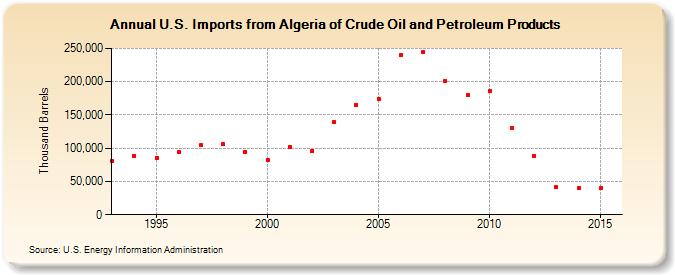 Annual U.S. Imports from Algeria of Crude Oil and Petroleum Products
Thousand Barrels
250,000
200,000
150,000
100,000
50,000
0
1995 2000 2005 2010 2015
Source: U.S. Energy Information Administration